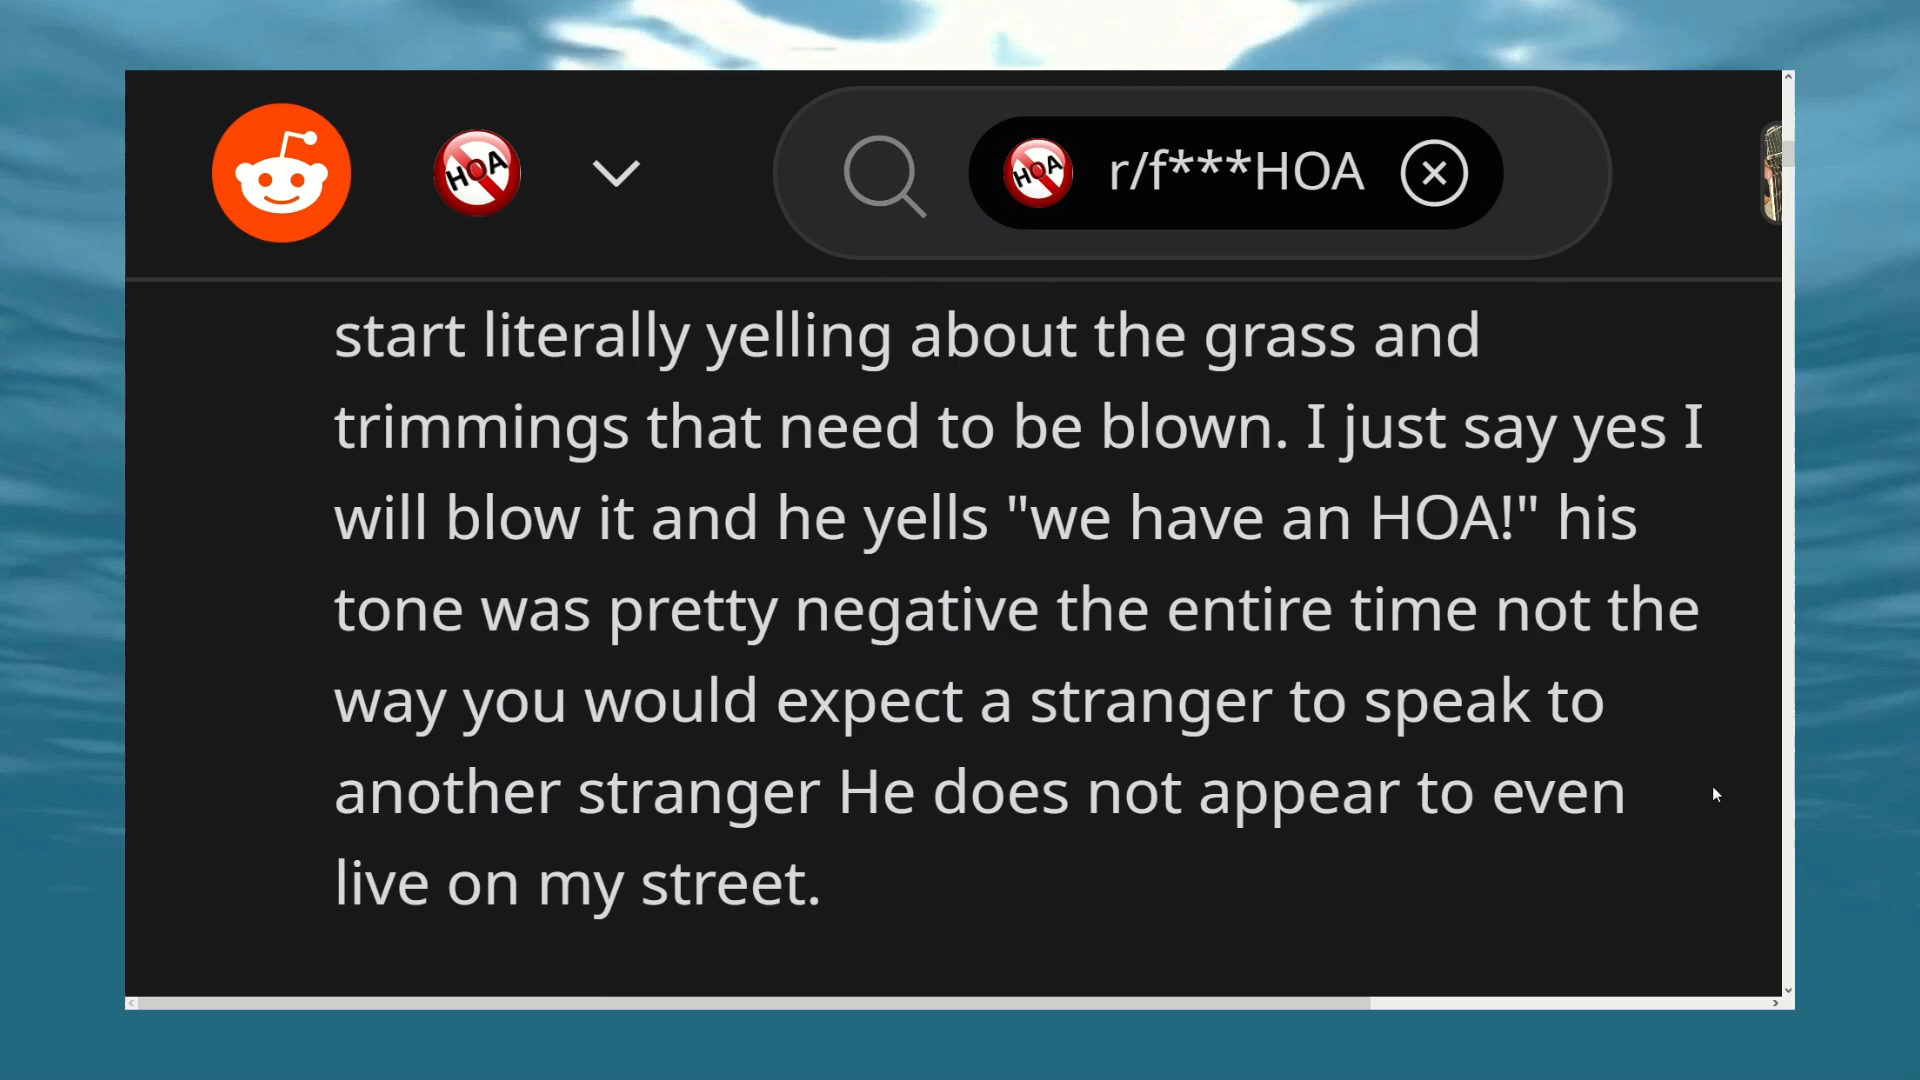 HOA
HOA
r/f***HOA
start literally yelling about the grass and
trimmings that need to be blown. I just say yes I
will blow it and he yells "we have an HOA!" his
tone was pretty negative the entire time not the
way you would expect a stranger to speak to
another stranger He does not appear to even
live on my street.